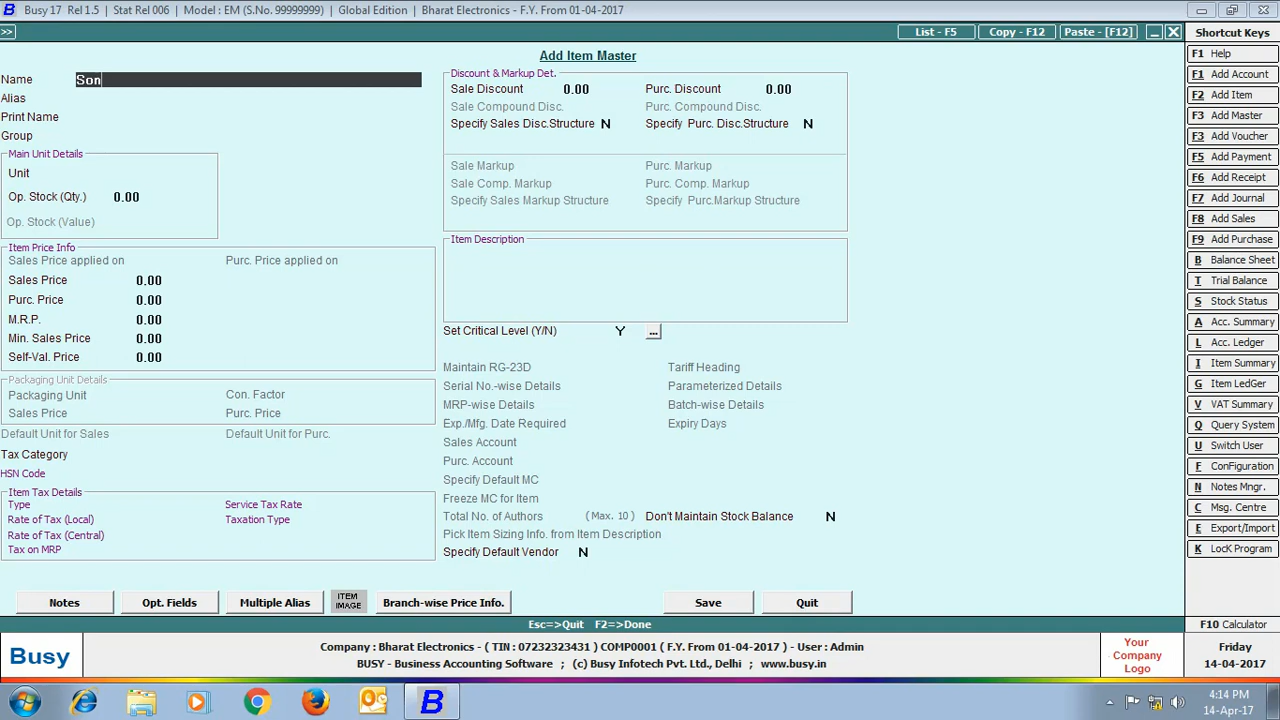 Busy 17 Rel 1.5 | Stat Rel 006 | Model : EM (S.No. 99999999) | Global Edition | Bharat Electronics - F.Y. From 01-04-2017
>> List - F5 Copy - F12 Paste - [F12]
Add Item Master
Name Son
Alias
Print Name
Group
Main Unit Details
Unit
Op. Stock (Qty.) 0.00
Op. Stock (Value)
Item Price Info
Sales Price applied on Purc. Price applied on
Sales Price 0.00
Purc. Price 0.00
M.R.P. 0.00
Min. Sales Price 0.00
Self-Val. Price 0.00
Packaging Unit Details
Packaging Unit Con. Factor
Sales Price Purc. Price
Default Unit for Sales Default Unit for Purc.
Tax Category
HSN Code
Item Tax Details
Type Service Tax Rate
Rate of Tax (Local) Taxation Type
Rate of Tax (Central)
Tax on MRP
Discount & Markup Det.
Sale Discount 0.00 Purc. Discount 0.00
Sale Compound Disc. Purc. Compound Disc.
Specify Sales Disc.Structure N Specify Purc. Disc.Structure N
Sale Markup Purc. Markup
Sale Comp. Markup Purc. Comp. Markup
Specify Sales Markup Structure Specify Purc.Markup Structure
Item Description
Set Critical Level (Y/N) Y ...
Maintain RG-23D Tariff Heading
Serial No.-wise Details Parameterized Details
MRP-wise Details Batch-wise Details
Exp./Mfg. Date Required Expiry Days
Sales Account
Purc. Account
Specify Default MC
Freeze MC for Item
Total No. of Authors ( Max. 10 ) Don't Maintain Stock Balance N
Pick Item Sizing Info. from Item Description
Specify Default Vendor N
Notes Opt. Fields Multiple Alias ITEM IMAGE Branch-wise Price Info. Save Quit
Esc=>Quit F2=>Done
Shortcut Keys
F1 Help
F1 Add Account
F2 Add Item
F3 Add Master
F3 Add Voucher
F5 Add Payment
F6 Add Receipt
F7 Add Journal
F8 Add Sales
F9 Add Purchase
B Balance Sheet
T Trial Balance
S Stock Status
A Acc. Summary
L Acc. Ledger
I Item Summary
G Item LedGer
V VAT Summary
Q Query System
U Switch User
F ConFiguration
N Notes Mngr.
C Msg. Centre
E Export/Import
K LocK Program
F10 Calculator
Busy
Company : Bharat Electronics - ( TIN : 07232323431 ) COMP0001 ( F.Y. From 01-04-2017 ) - User : Admin
BUSY - Business Accounting Software ; (c) Busy Infotech Pvt. Ltd., Delhi ; www.busy.in
Your
Company
Logo
Friday
14-04-2017
4:14 PM
14-Apr-17